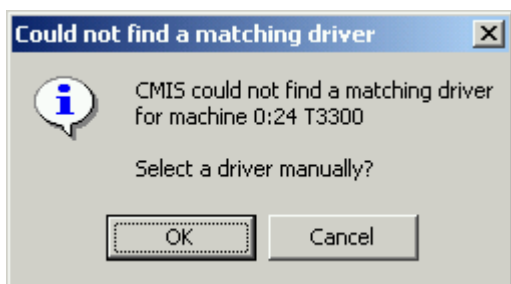 Could not find a matching driver
CMIS could not find a matching driver
for machine 0:24 T3300
Select a driver manually?
OK
Cancel